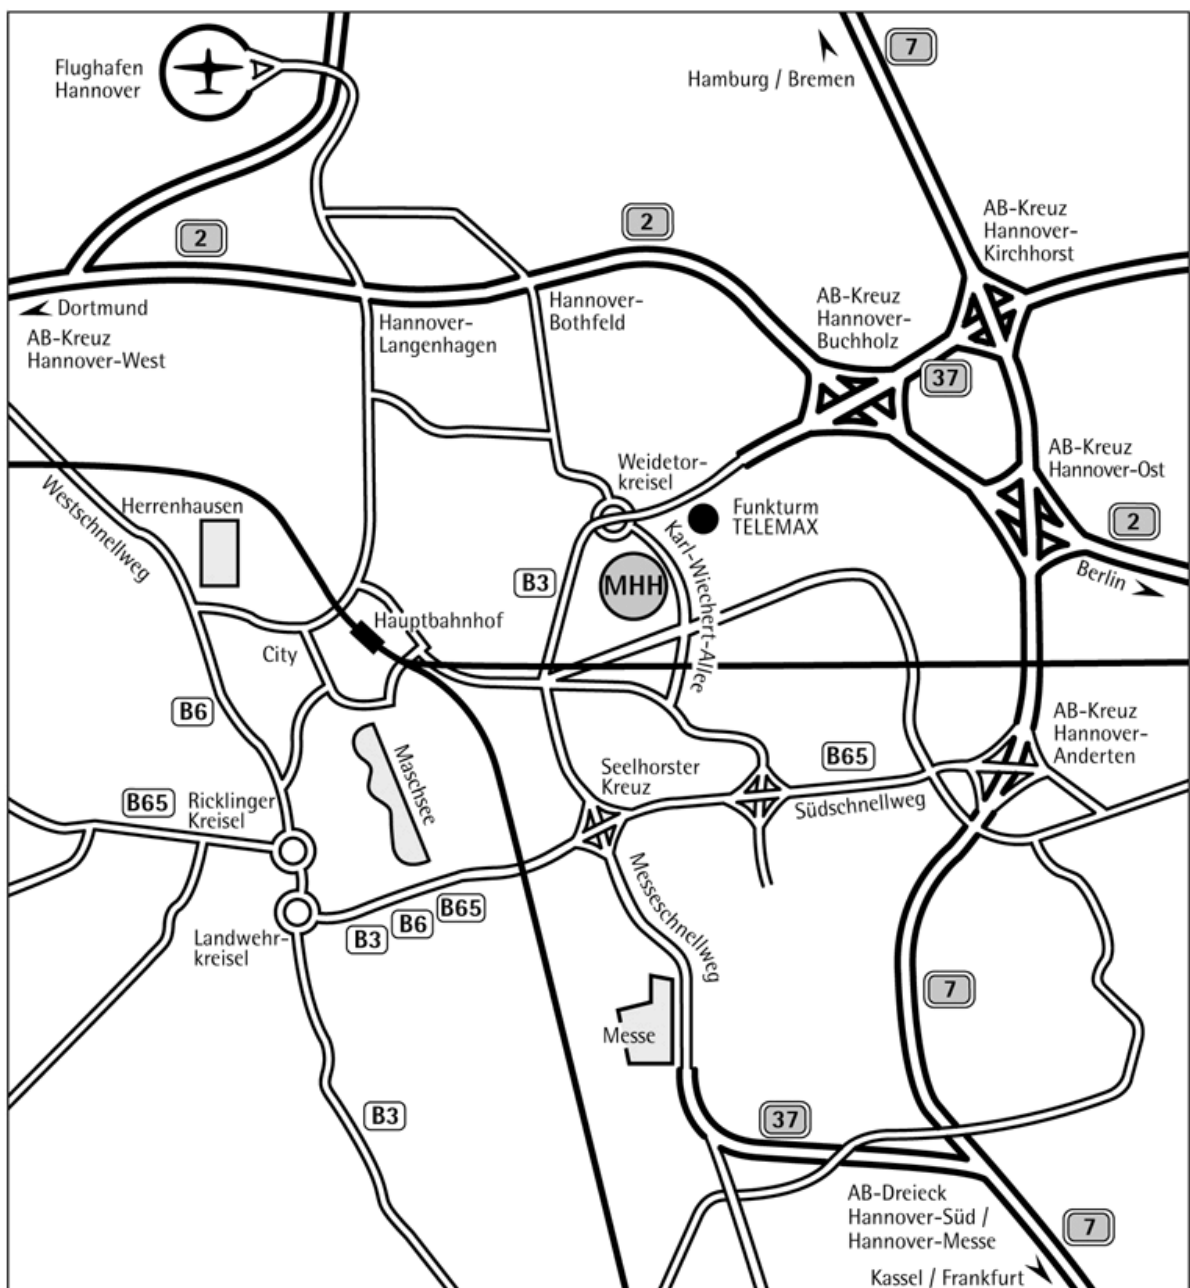 7
Hamburg / Bremen
Flughafen
Hannover
2
2
AB-Kreuz
Hannover-
Kirchhorst
Dortmund
AB-Kreuz
Hannover-West
Hannover-
Langenhagen
Hannover-
Bothfeld
AB-Kreuz
Hannover-
Buchholz
37
AB-Kreuz
Hannover-Ost
Weidetor-
kreisel
Westschnellweg
Herrenhausen
Funkturm
TELEMAX
2
Karl-Wiechert-Allee
Berlin
B3
MHH
Hauptbahnhof
City
B6
AB-Kreuz
Hannover-
Anderten
Maschsee
Seelhorster
Kreuz
B65
B65
Ricklinger
Kreisel
Südschnellweg
Messeschnellweg
B65
B6
B3
Landwehr-
kreisel
7
Messe
B3
37
AB-Dreieck
Hannover-Süd /
Hannover-Messe
7
Kassel / Frankfurt